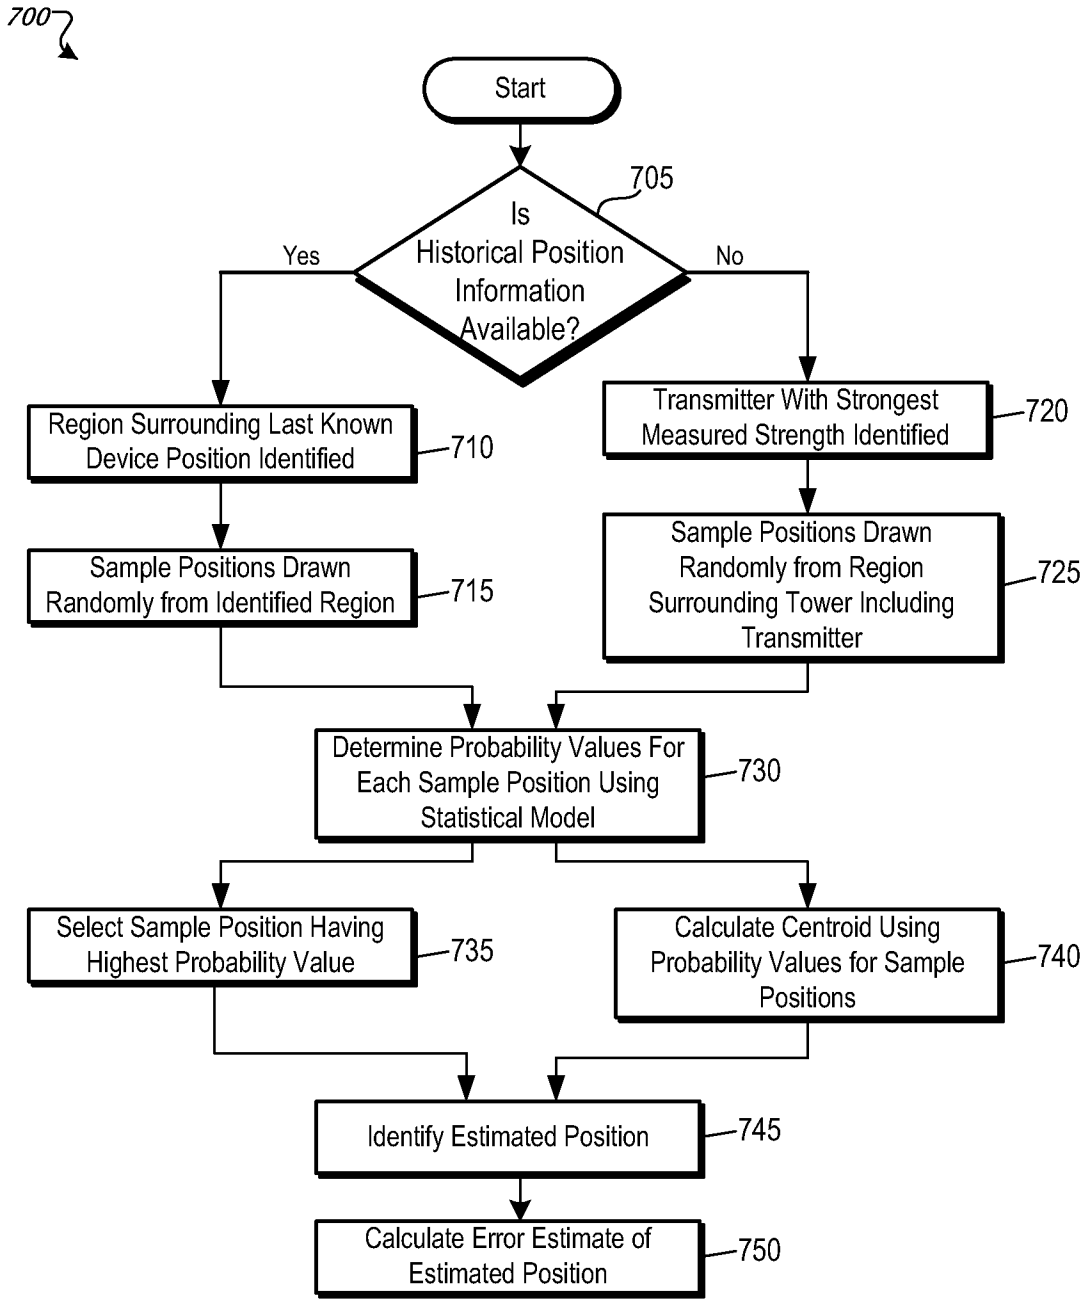 700
Start
705
Is
Historical Position
Information
Available?
Yes
No
Region Surrounding Last Known
Device Position Identified
710
Transmitter With Strongest
Measured Strength Identified
720
Sample Positions Drawn
Randomly from Identified Region
715
Sample Positions Drawn
Randomly from Region
Surrounding Tower Including
Transmitter
725
Determine Probability Values For
Each Sample Position Using
Statistical Model
730
Select Sample Position Having
Highest Probability Value
735
Calculate Centroid Using
Probability Values for Sample
Positions
740
Identify Estimated Position
745
Calculate Error Estimate of
Estimated Position
750